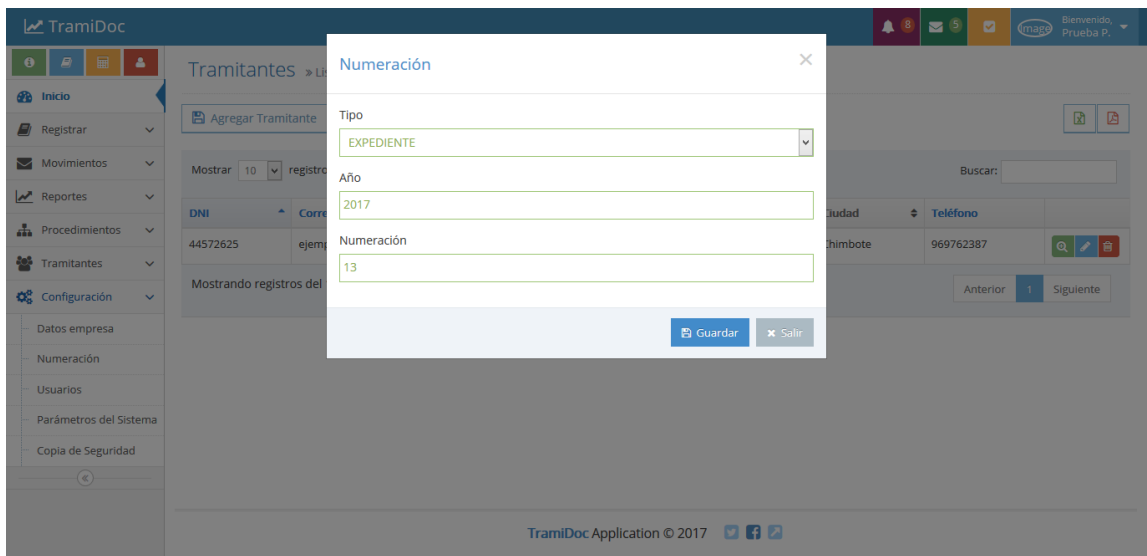 TramiDoc
8
5
image
Bienvenido,
Prueba P.
Inicio
Registrar
Movimientos
Reportes
Procedimientos
Tramitantes
Configuración
Datos empresa
Numeración
Usuarios
Parámetros del Sistema
Copia de Seguridad
Tramitantes
Agregar Tramitante
Mostrar 10
Buscar:
DNI
Ciudad
Teléfono
44572625
Chimbote
969762387
Mostrando registros del
Anterior 1 Siguiente
Numeración
Tipo
EXPEDIENTE
Año
2017
Numeración
13
Guardar
Salir
TramiDoc Application © 2017